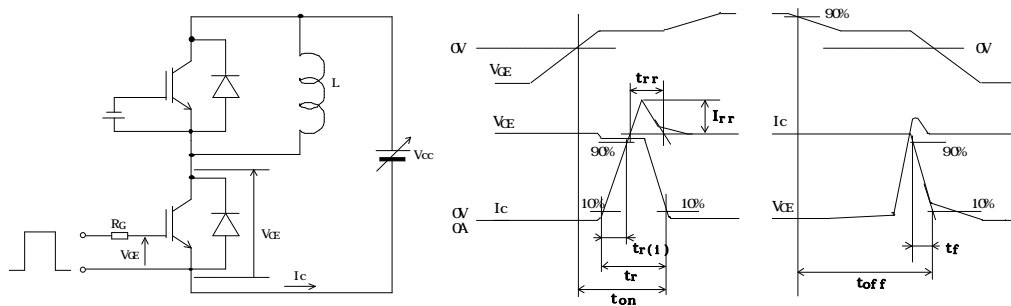 L
Vcc
RG
VGE
VCE
Ic
0V
VGE
VCE
0V
0A
Ic
90%
10%
trr
Irr
10%
tr(i)
tr
ton
90%
0V
Ic
VCE
90%
10%
tf
toff